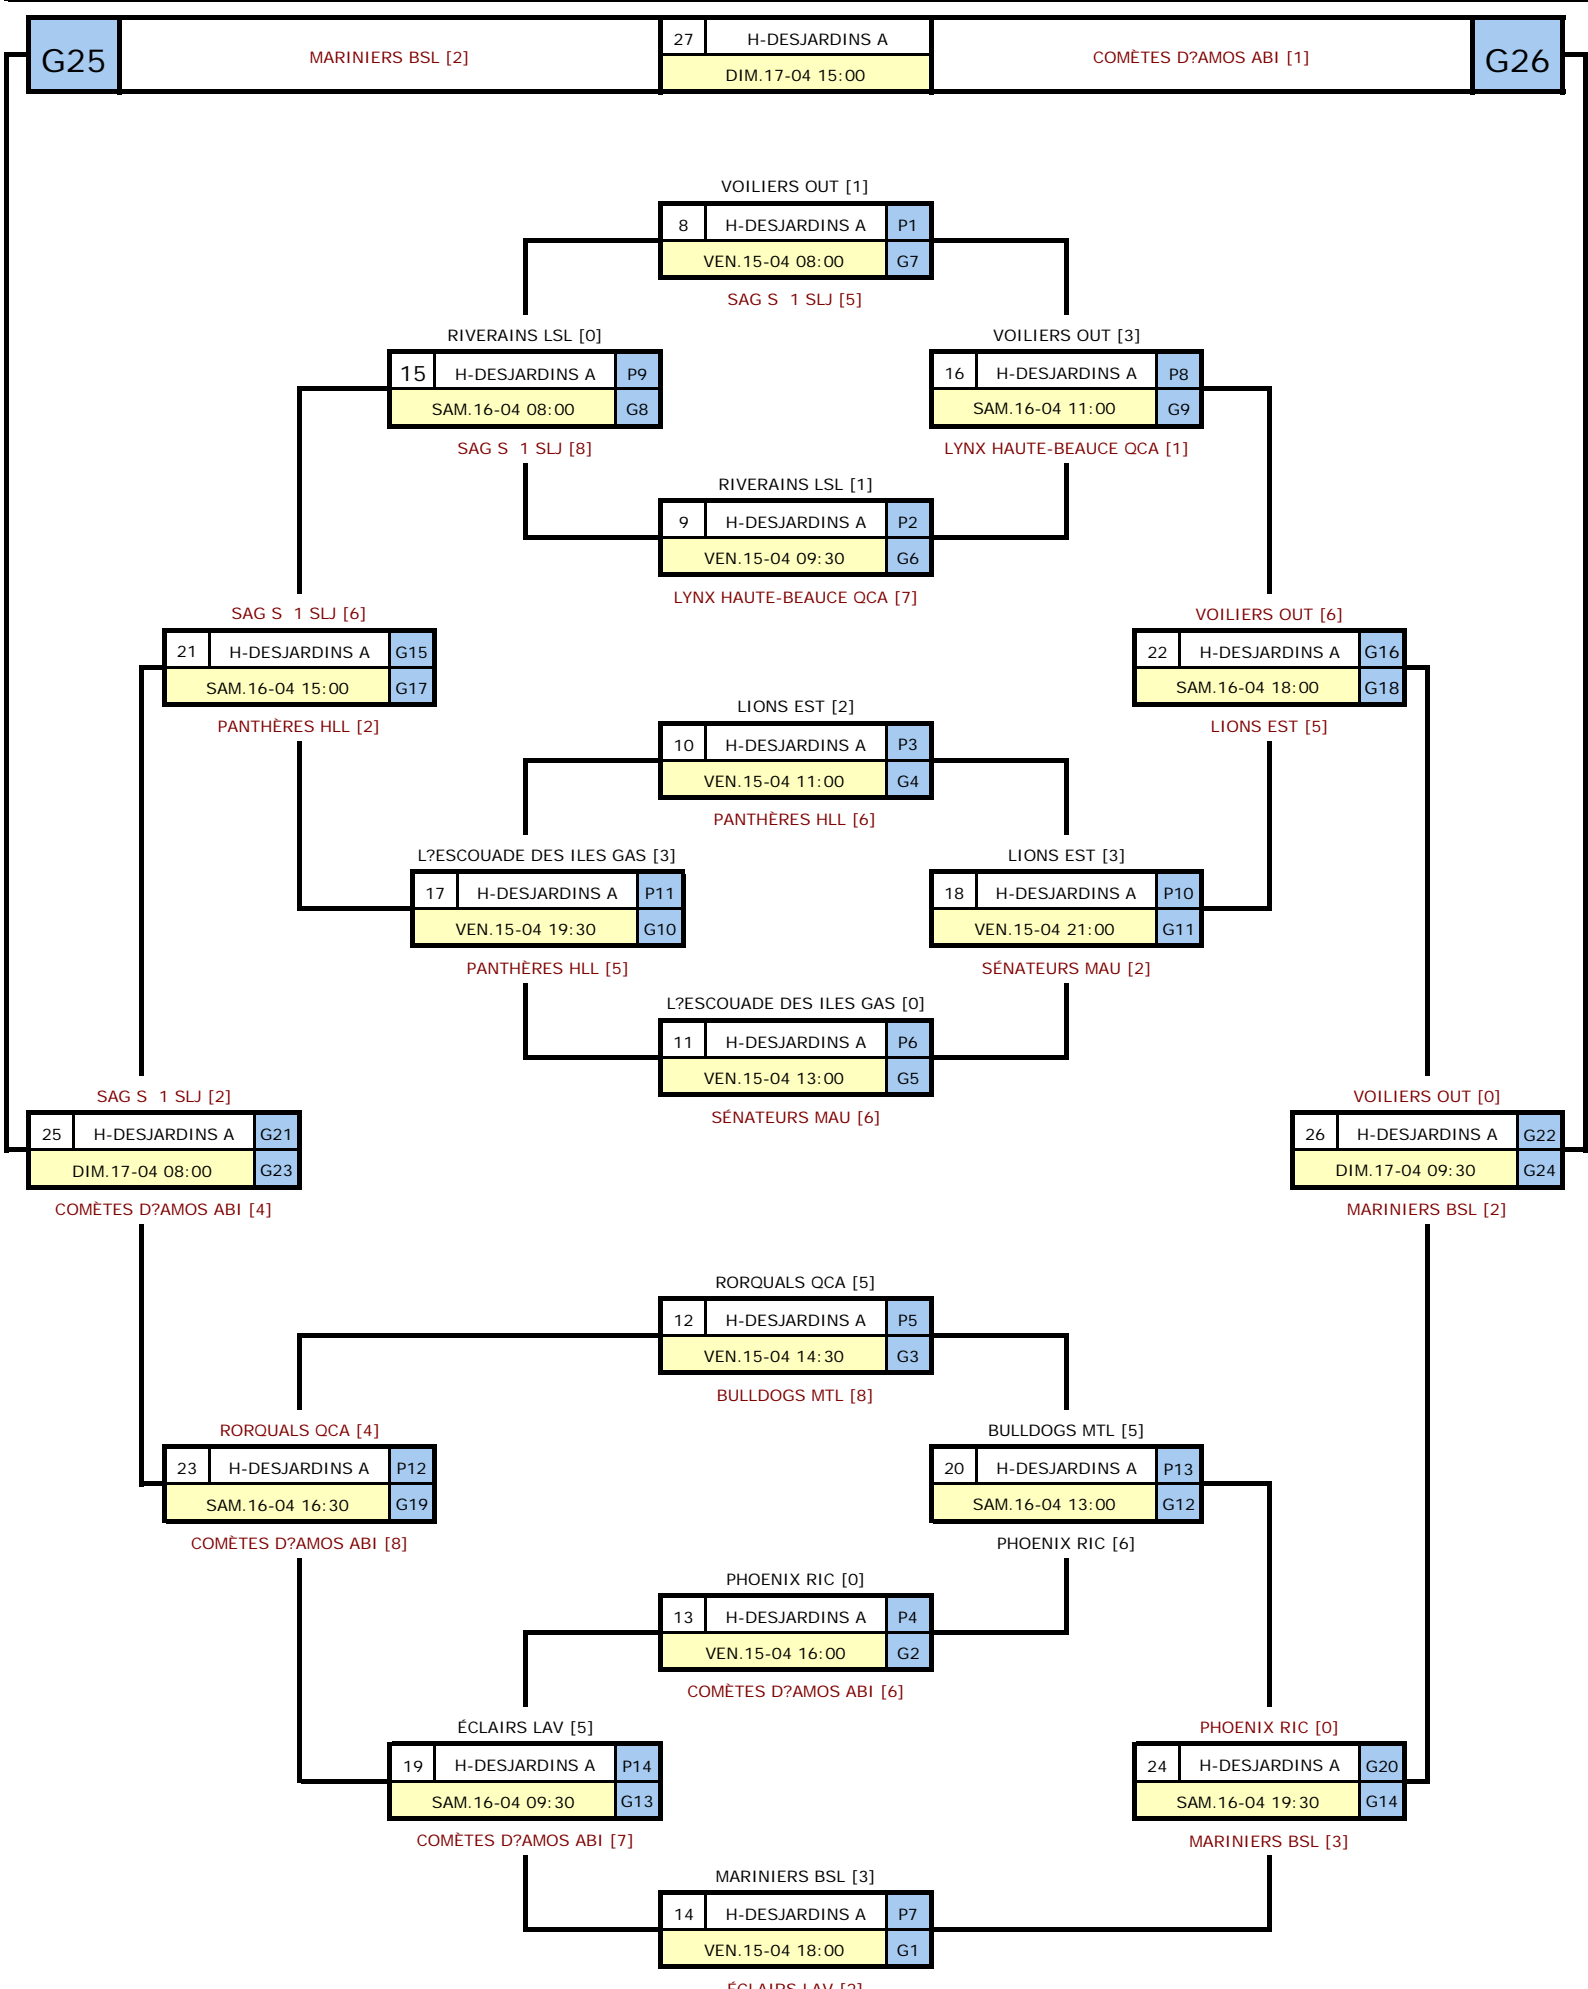 G25 MARINIERS BSL [2] 27 H-DESJARDINS A COMÈTES D?AMOS ABI [1] G26
DIM.17-04 15:00
VOILIERS OUT [1]
8 H-DESJARDINS A P1
VEN.15-04 08:00 G7
SAG S 1 SLJ [5]
RIVERAINS LSL [0] VOILIERS OUT [3]
15 H-DESJARDINS A P9 16 H-DESJARDINS A P8
SAM.16-04 08:00 G8 SAM.16-04 11:00 G9
SAG S 1 SLJ [8] LYNX HAUTE-BEAUCE QCA [1]
RIVERAINS LSL [1]
9 H-DESJARDINS A P2
VEN.15-04 09:30 G6
LYNX HAUTE-BEAUCE QCA [7]
SAG S 1 SLJ [6] VOILIERS OUT [6]
21 H-DESJARDINS A G15 22 H-DESJARDINS A G16
SAM.16-04 15:00 G17 SAM.16-04 18:00 G18
PANTHÈRES HLL [2] LIONS EST [5]
LIONS EST [2]
10 H-DESJARDINS A P3
VEN.15-04 11:00 G4
PANTHÈRES HLL [6]
L?ESCOUADE DES ILES GAS [3] LIONS EST [3]
17 H-DESJARDINS A P11 18 H-DESJARDINS A P10
VEN.15-04 19:30 G10 VEN.15-04 21:00 G11
PANTHÈRES HLL [5] SÉNATEURS MAU [2]
L?ESCOUADE DES ILES GAS [0]
11 H-DESJARDINS A P6
VEN.15-04 13:00 G5
SÉNATEURS MAU [6]
SAG S 1 SLJ [2] VOILIERS OUT [0]
25 H-DESJARDINS A G21 26 H-DESJARDINS A G22
DIM.17-04 08:00 G23 DIM.17-04 09:30 G24
COMÈTES D?AMOS ABI [4] MARINIERS BSL [2]
RORQUALS QCA [5]
12 H-DESJARDINS A P5
VEN.15-04 14:30 G3
BULLDOGS MTL [8]
RORQUALS QCA [4] BULLDOGS MTL [5]
23 H-DESJARDINS A P12 20 H-DESJARDINS A P13
SAM.16-04 16:30 G19 SAM.16-04 13:00 G12
COMÈTES D?AMOS ABI [8] PHOENIX RIC [6]
PHOENIX RIC [0]
13 H-DESJARDINS A P4
VEN.15-04 16:00 G2
COMÈTES D?AMOS ABI [6]
ÉCLAIRS LAV [5] PHOENIX RIC [0]
19 H-DESJARDINS A P14 24 H-DESJARDINS A G20
SAM.16-04 09:30 G13 SAM.16-04 19:30 G14
COMÈTES D?AMOS ABI [7] MARINIERS BSL [3]
MARINIERS BSL [3]
14 H-DESJARDINS A P7
VEN.15-04 18:00 G1
ÉCLAIRS LAV